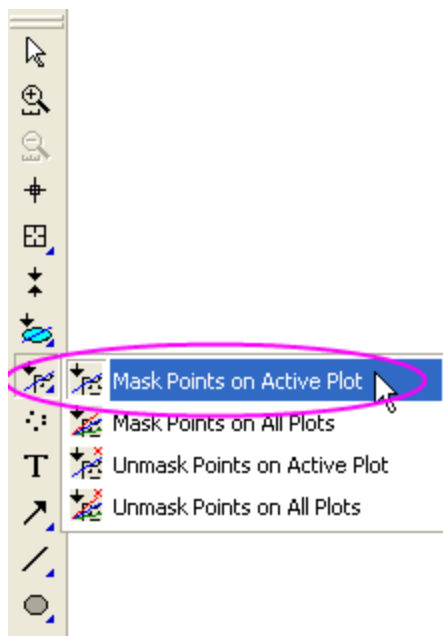 Mask Points on Active Plot
Mask Points on All Plots
T
Unmask Points on Active Plot
Unmask Points on All Plots